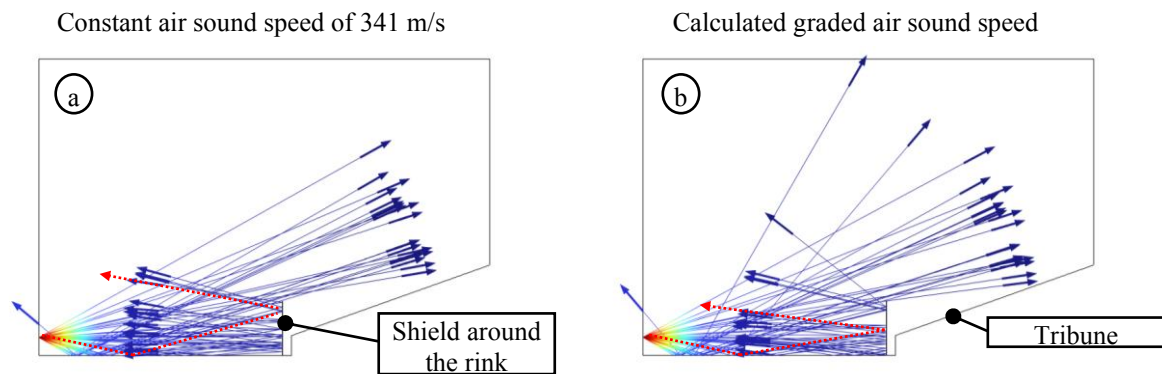 Constant air sound speed of 341 m/s
Calculated graded air sound speed
a
b
Shield around
the rink
Tribune